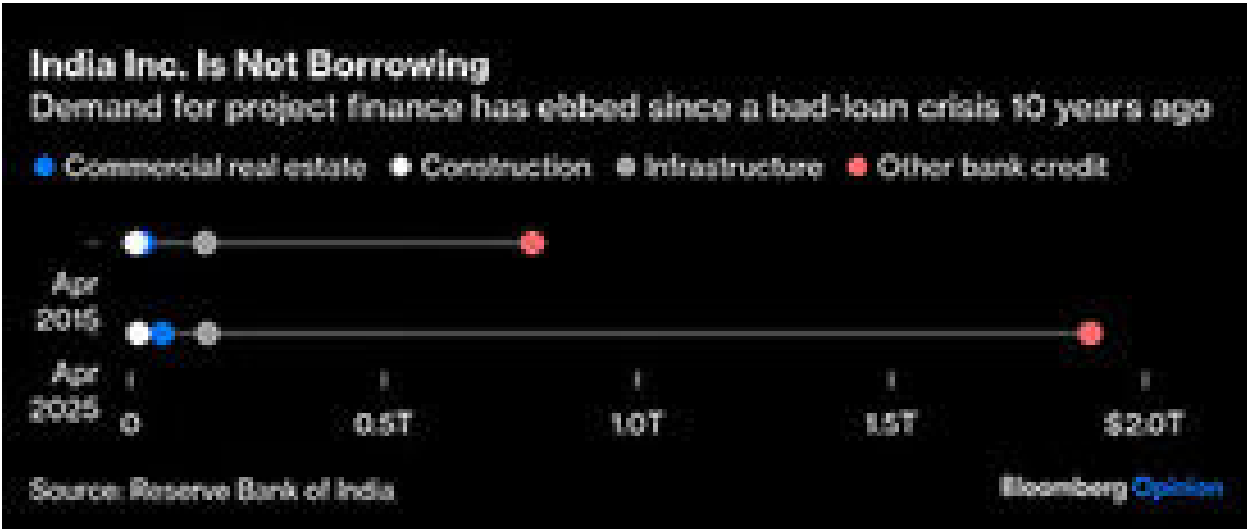 India Inc. Is Not Borrowing
Demand for project finance has ebbed since a bad-loan crisis 10 years ago
Commercial real estate Construction Infrastructure Other bank credit
Apr
2015
Apr
2025
0 0.5T 1.0T 1.5T $2.0T
Source: Reserve Bank of India
Bloomberg Opinion